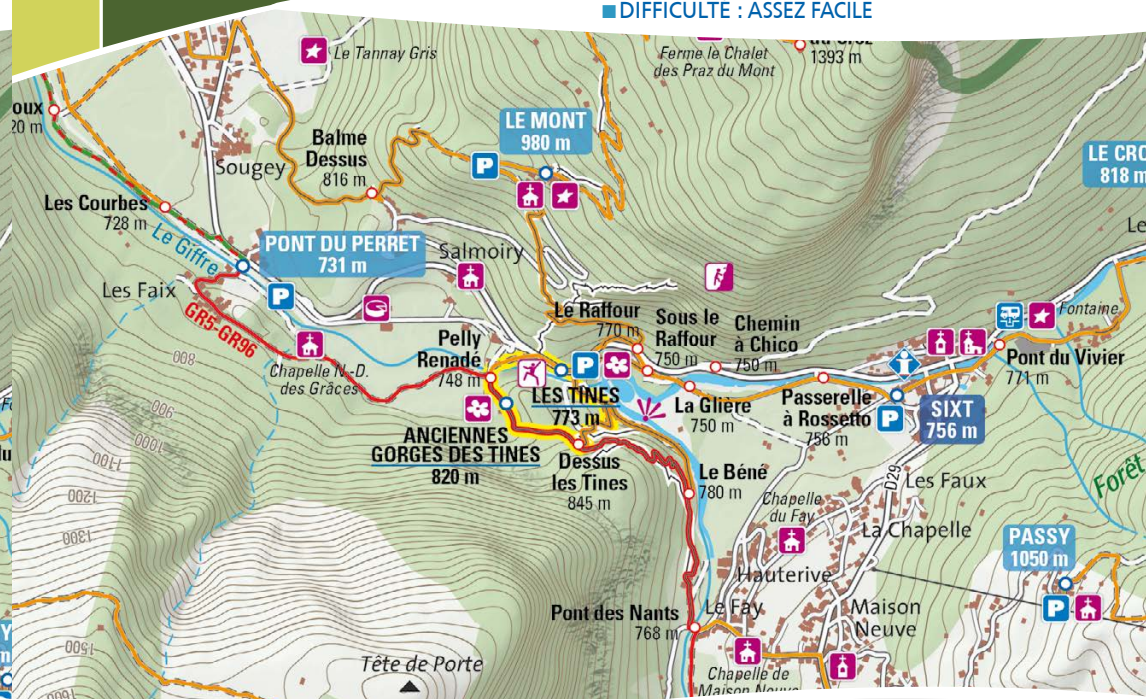 ■ DIFFICULTE : ASSEZ FACILE
Le Tannay Gris
Ferme le Chalet
des Praz du Mont
1393 m
LE MONT
980 m
P
Balme
Dessus
816 m
Sougey
LE CRO
818 m
Les Courbes
728 m
Le Giffre
PONT DU PERRET
731 m
Salmoiry
Les Faix
P
GR5-GR96
Chapelle N.-D.
des Grâces
Pelly
Renadé
748 m
Le Raffour
770 m
Sous le
Raffour
750 m
Chemin
à Chico
750 m
Fontaine
Pont du Vivier
771 m
P
LES TINES
773 m
La Glière
750 m
Passerelle
à Rossetto
756 m
P
SIXT
756 m
ANCIENNES
GORGES DES TINES
820 m
Dessus
les Tines
845 m
Le Béné
780 m
D29
Les Faux
Forêt
Chapelle
du Fay
La Chapelle
PASSY
1050 m
P
Hauterive
Pont des Nants
768 m
Le Fay
Maison
Neuve
Chapelle de
Maison Neuve
Tête de Porte
800
900
1000
1100
1200
1300
1500